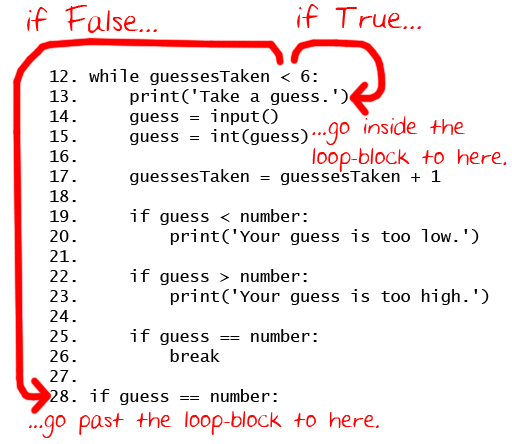 if False... if True...
12. while guessesTaken < 6:
13.     print('Take a guess.')
14.     guess = input()
15.     guess = int(guess)
...go inside the
loop-block to here.
16.
17.     guessesTaken = guessesTaken + 1
18.
19.     if guess < number:
20.         print('Your guess is too low.')
21.
22.     if guess > number:
23.         print('Your guess is too high.')
24.
25.     if guess == number:
26.         break
27.
28. if guess == number:
...go past the loop-block to here.